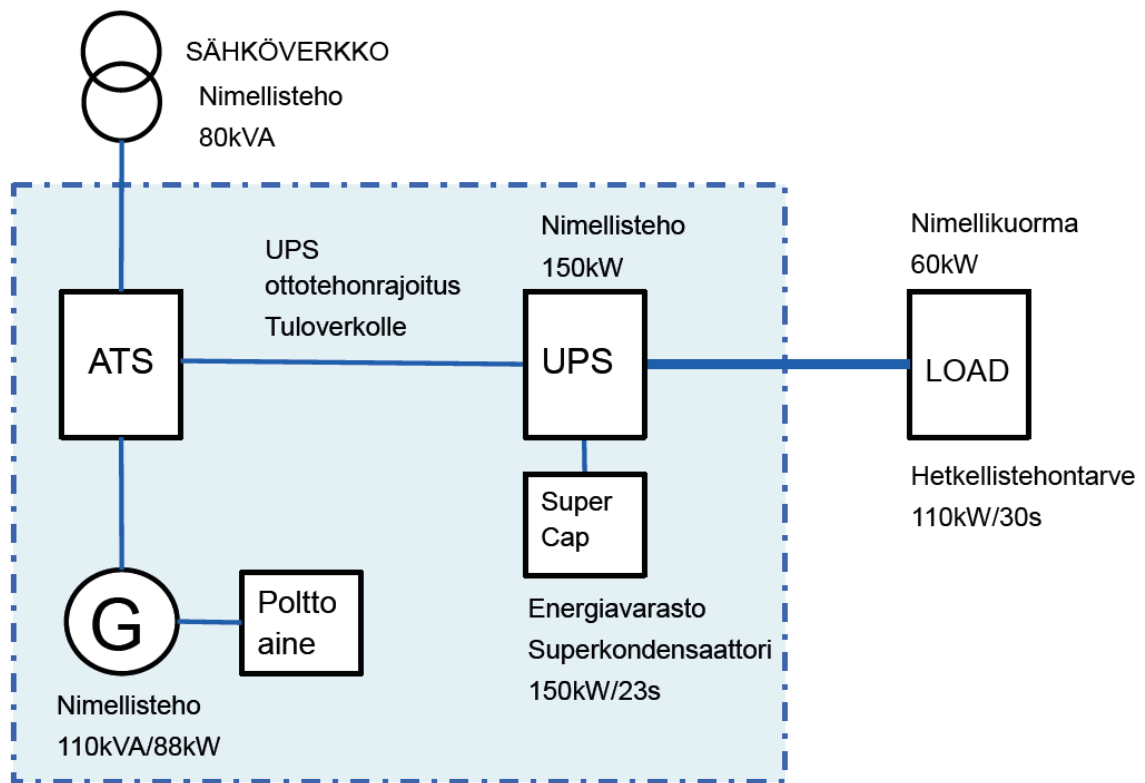 SÄHKÖVERKKO
Nimellisteho
80kVA
UPS
ottotehonrajoitus
Tuloverkolle
Nimellisteho
150kW
Nimellikuorma
60kW
ATS
UPS
LOAD
Super
Cap
Hetkellistehontarve
110kW/30s
G
Poltto
aine
Energiavarasto
Superkondensaattori
150kW/23s
Nimellisteho
110kVA/88kW